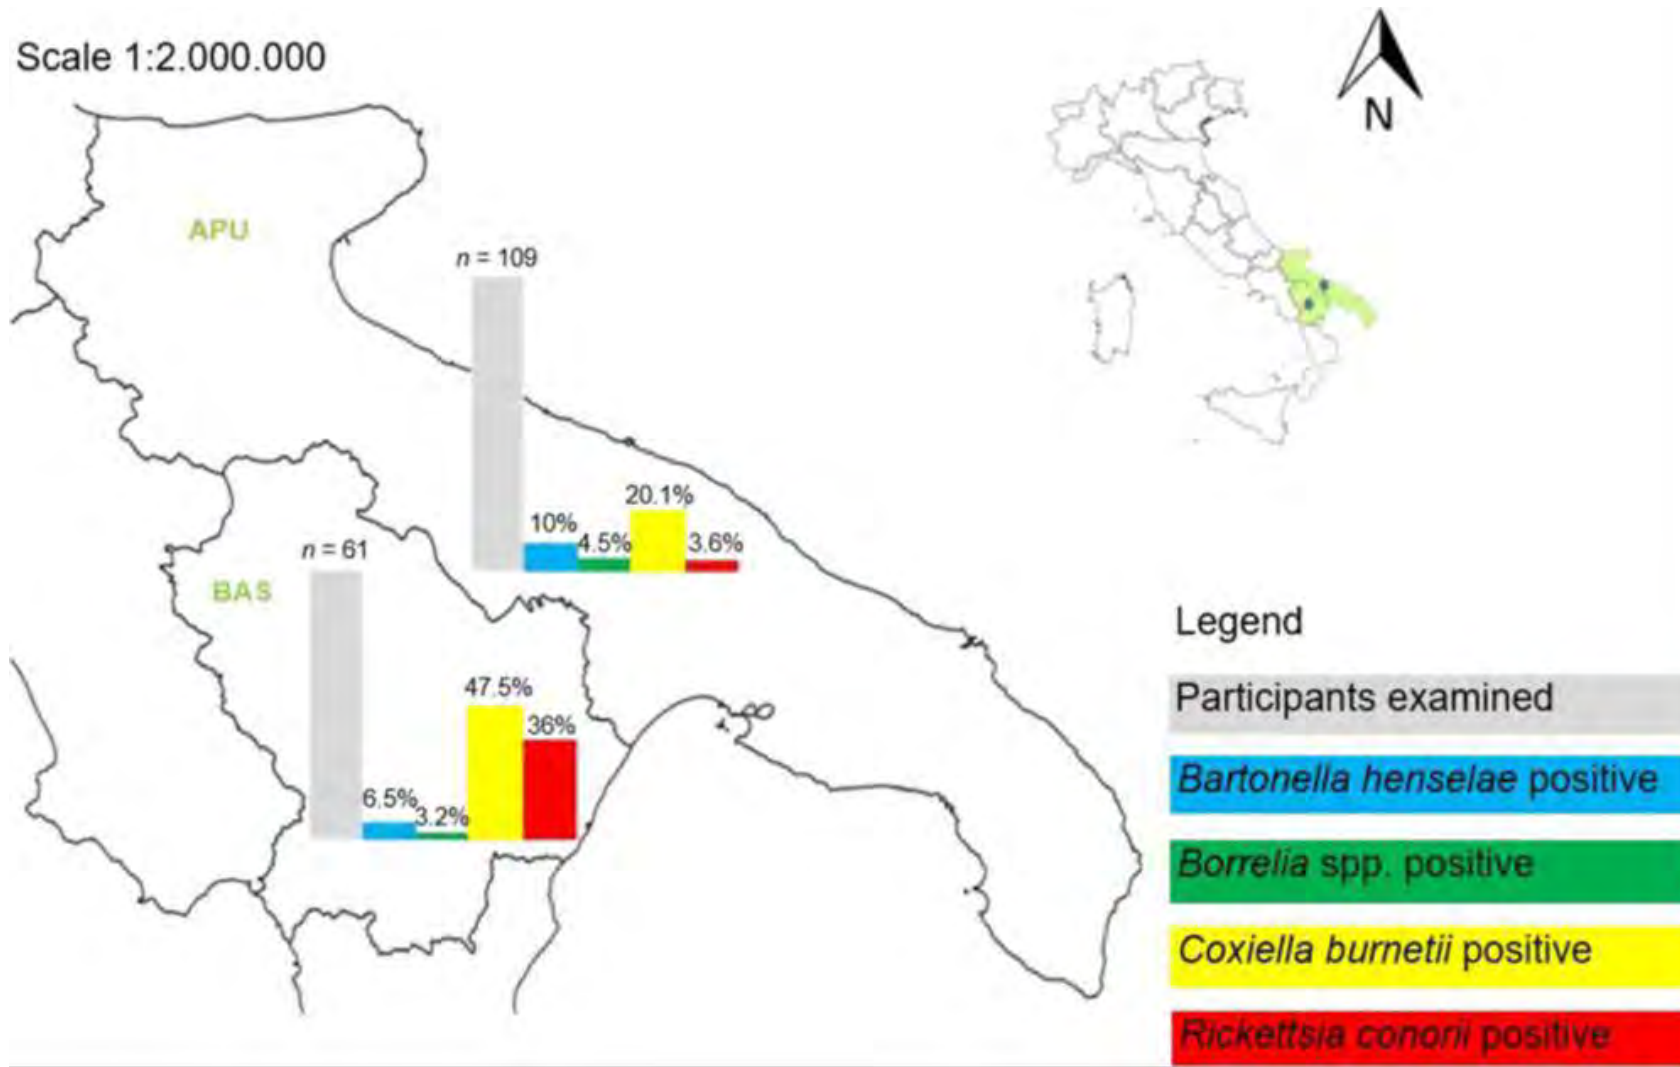 Scale 1:2.000.000
N
APU
n = 109
20.1%
10%
4.5%
3.6%
n = 61
BAS
47.5%
36%
6.5%
3.2%
Legend
Participants examined
Bartonella henselae positive
Borrelia spp. positive
Coxiella burnetii positive
Rickettsia conorii positive